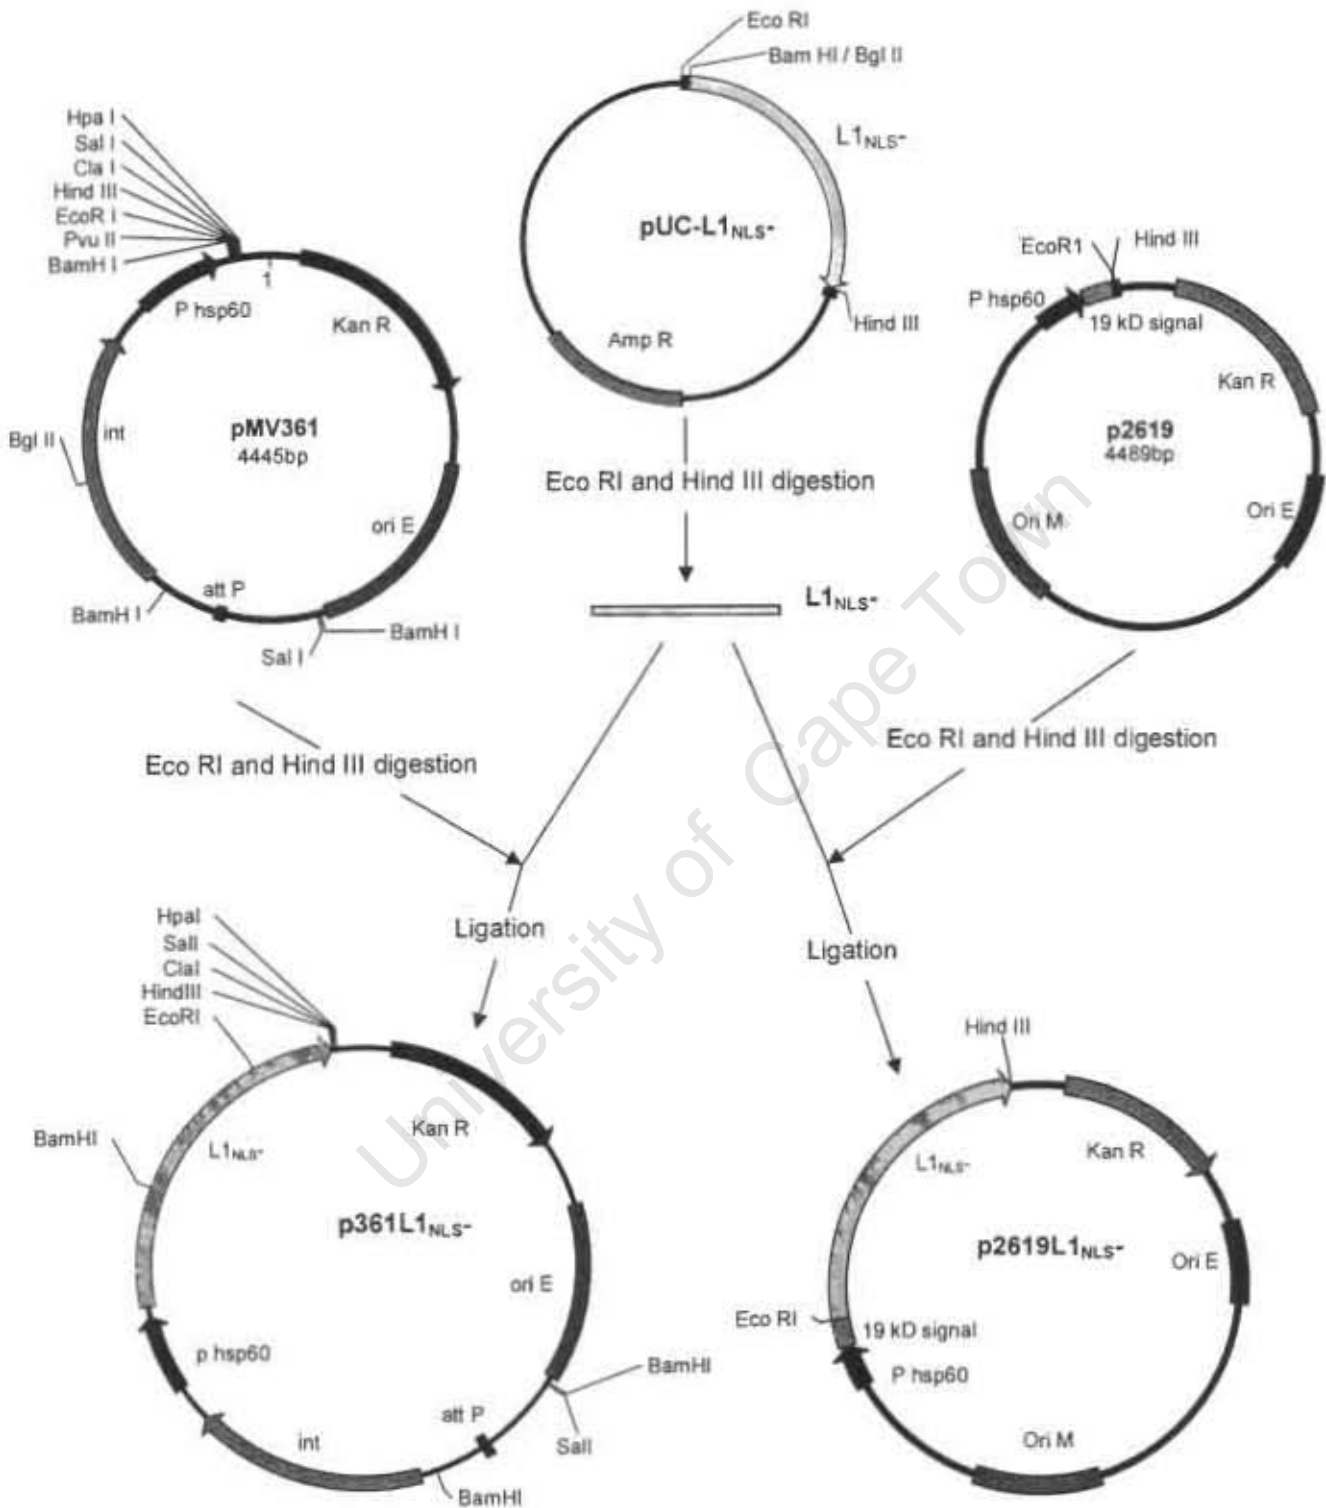 Eco RI
Bam HI / Bgl II
L1NLS-
pUC-L1NLS-
Hind III
Amp R
Hpa I
Sal I
Cla I
Hind III
EcoR I
Pvu II
BamH I
1
P hsp60
Kan R
int
Bgl II
pMV361
4445bp
ori E
att P
BamH I
BamH I
Sal I
EcoR1
Hind III
P hsp60
19 kD signal
Kan R
p2619
4489bp
Ori M
Ori E
Eco RI and Hind III digestion
L1NLS-
Eco RI and Hind III digestion
Eco RI and Hind III digestion
Ligation
Ligation
HpaI
SalI
ClaI
HindIII
EcoRI
BamHI
L1NLS-
Kan R
p361L1NLS-
ori E
p hsp60
BamHI
att P
SalI
int
BamHI
Hind III
L1NLS-
Kan R
p2619L1NLS-
Ori E
Eco RI
19 kD signal
P hsp60
Ori M
University of Cape Town